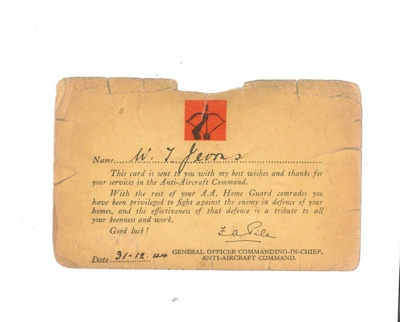 Name W. T. Jevons
This card is sent to you with my best wishes and thanks for
your services in the Anti-Aircraft Command.
With the rest of your A.A. Home Guard comrades you
have been privileged to fight against the enemy in defence of your
homes, and the effectiveness of that defence is a tribute to all
your keenness and work.
Good luck!
F A Pile
GENERAL OFFICER COMMANDING-IN-CHIEF,
Date 31-12-44 ANTI-AIRCRAFT COMMAND.